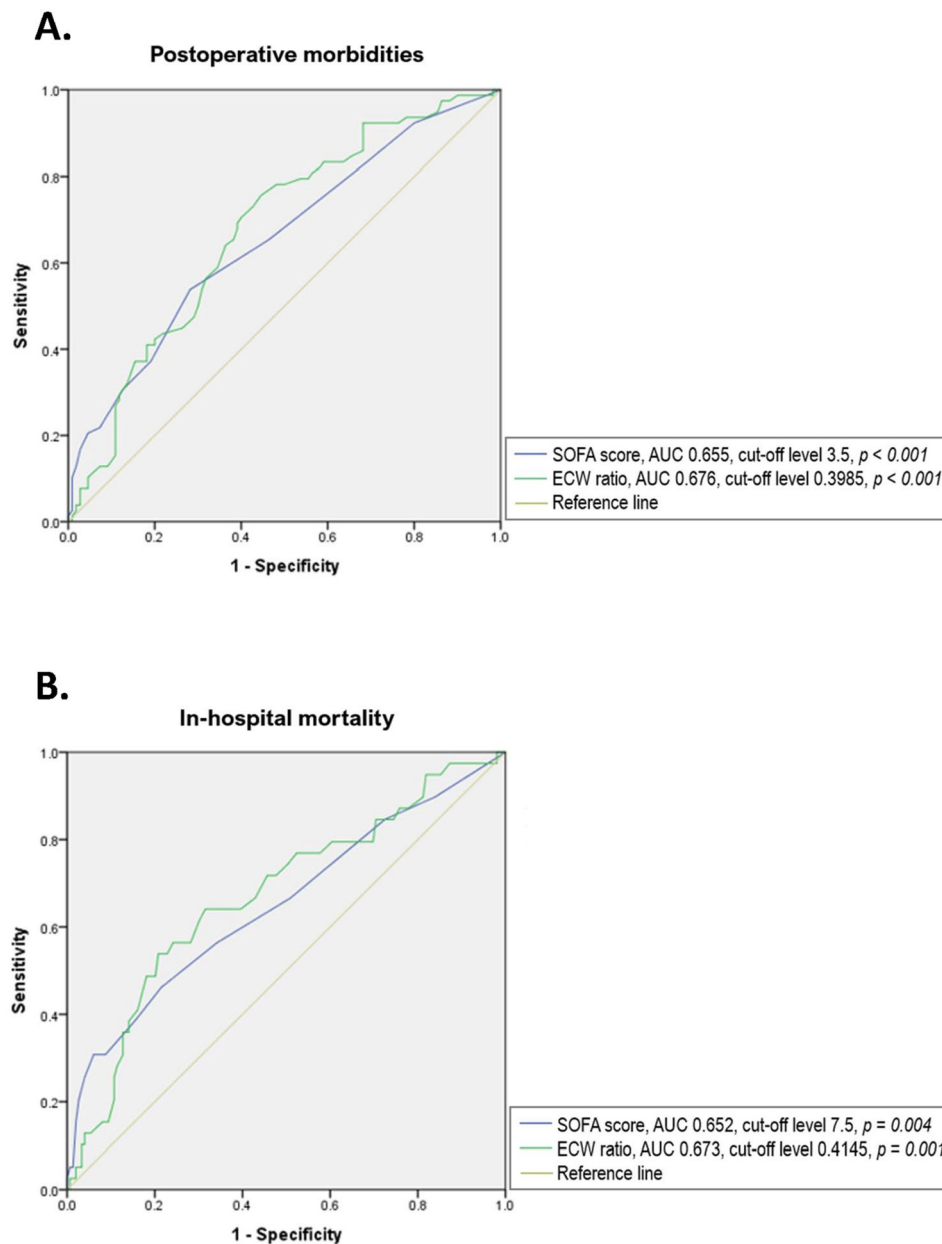 A.
Postoperative morbidities
1.0
0.8
0.6
0.4
0.2
0.0
Sensitivity
0.0 0.2 0.4 0.6 0.8 1.0
1 - Specificity
SOFA score, AUC 0.655, cut-off level 3.5, p < 0.001
ECW ratio, AUC 0.676, cut-off level 0.3985, p < 0.001
Reference line
B.
In-hospital mortality
1.0
0.8
0.6
0.4
0.2
0.0
Sensitivity
0.0 0.2 0.4 0.6 0.8 1.0
1 - Specificity
SOFA score, AUC 0.652, cut-off level 7.5, p = 0.004
ECW ratio, AUC 0.673, cut-off level 0.4145, p = 0.001
Reference line